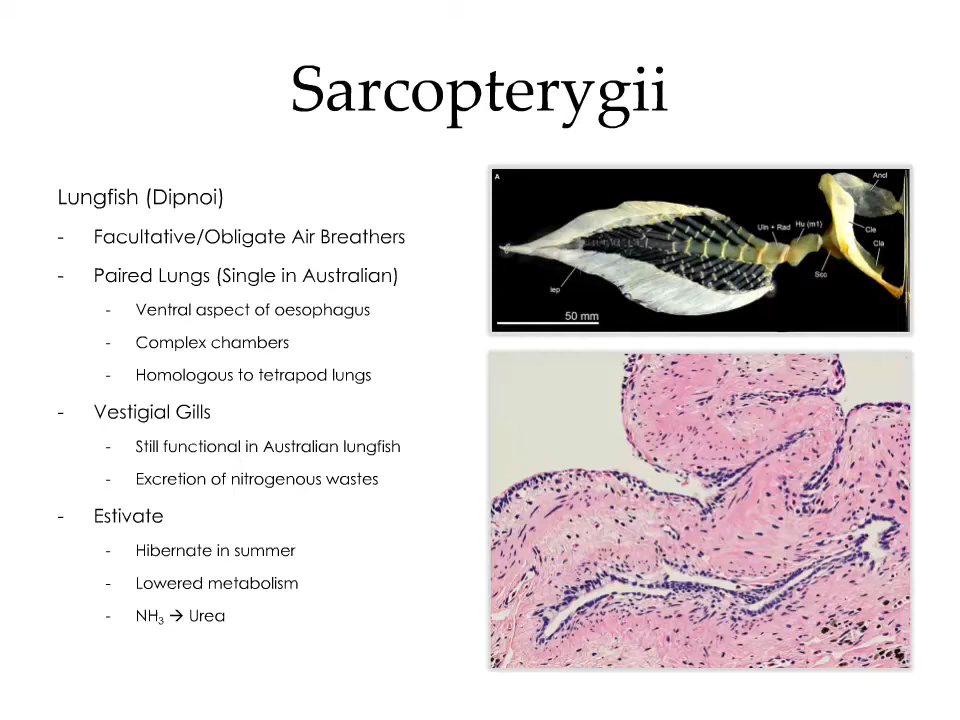 Sarcopterygii
Lungfish (Dipnoi)
- Facultative/Obligate Air Breathers
- Paired Lungs (Single in Australian)
- Ventral aspect of oesophagus
- Complex chambers
- Homologous to tetrapod lungs
- Vestigial Gills
- Still functional in Australian lungfish
- Excretion of nitrogenous wastes
- Estivate
- Hibernate in summer
- Lowered metabolism
- NH₃ → Urea
A
Ancl
Uln + Rad
Hu (m1)
Cle
Cla
Scc
lep
50 mm